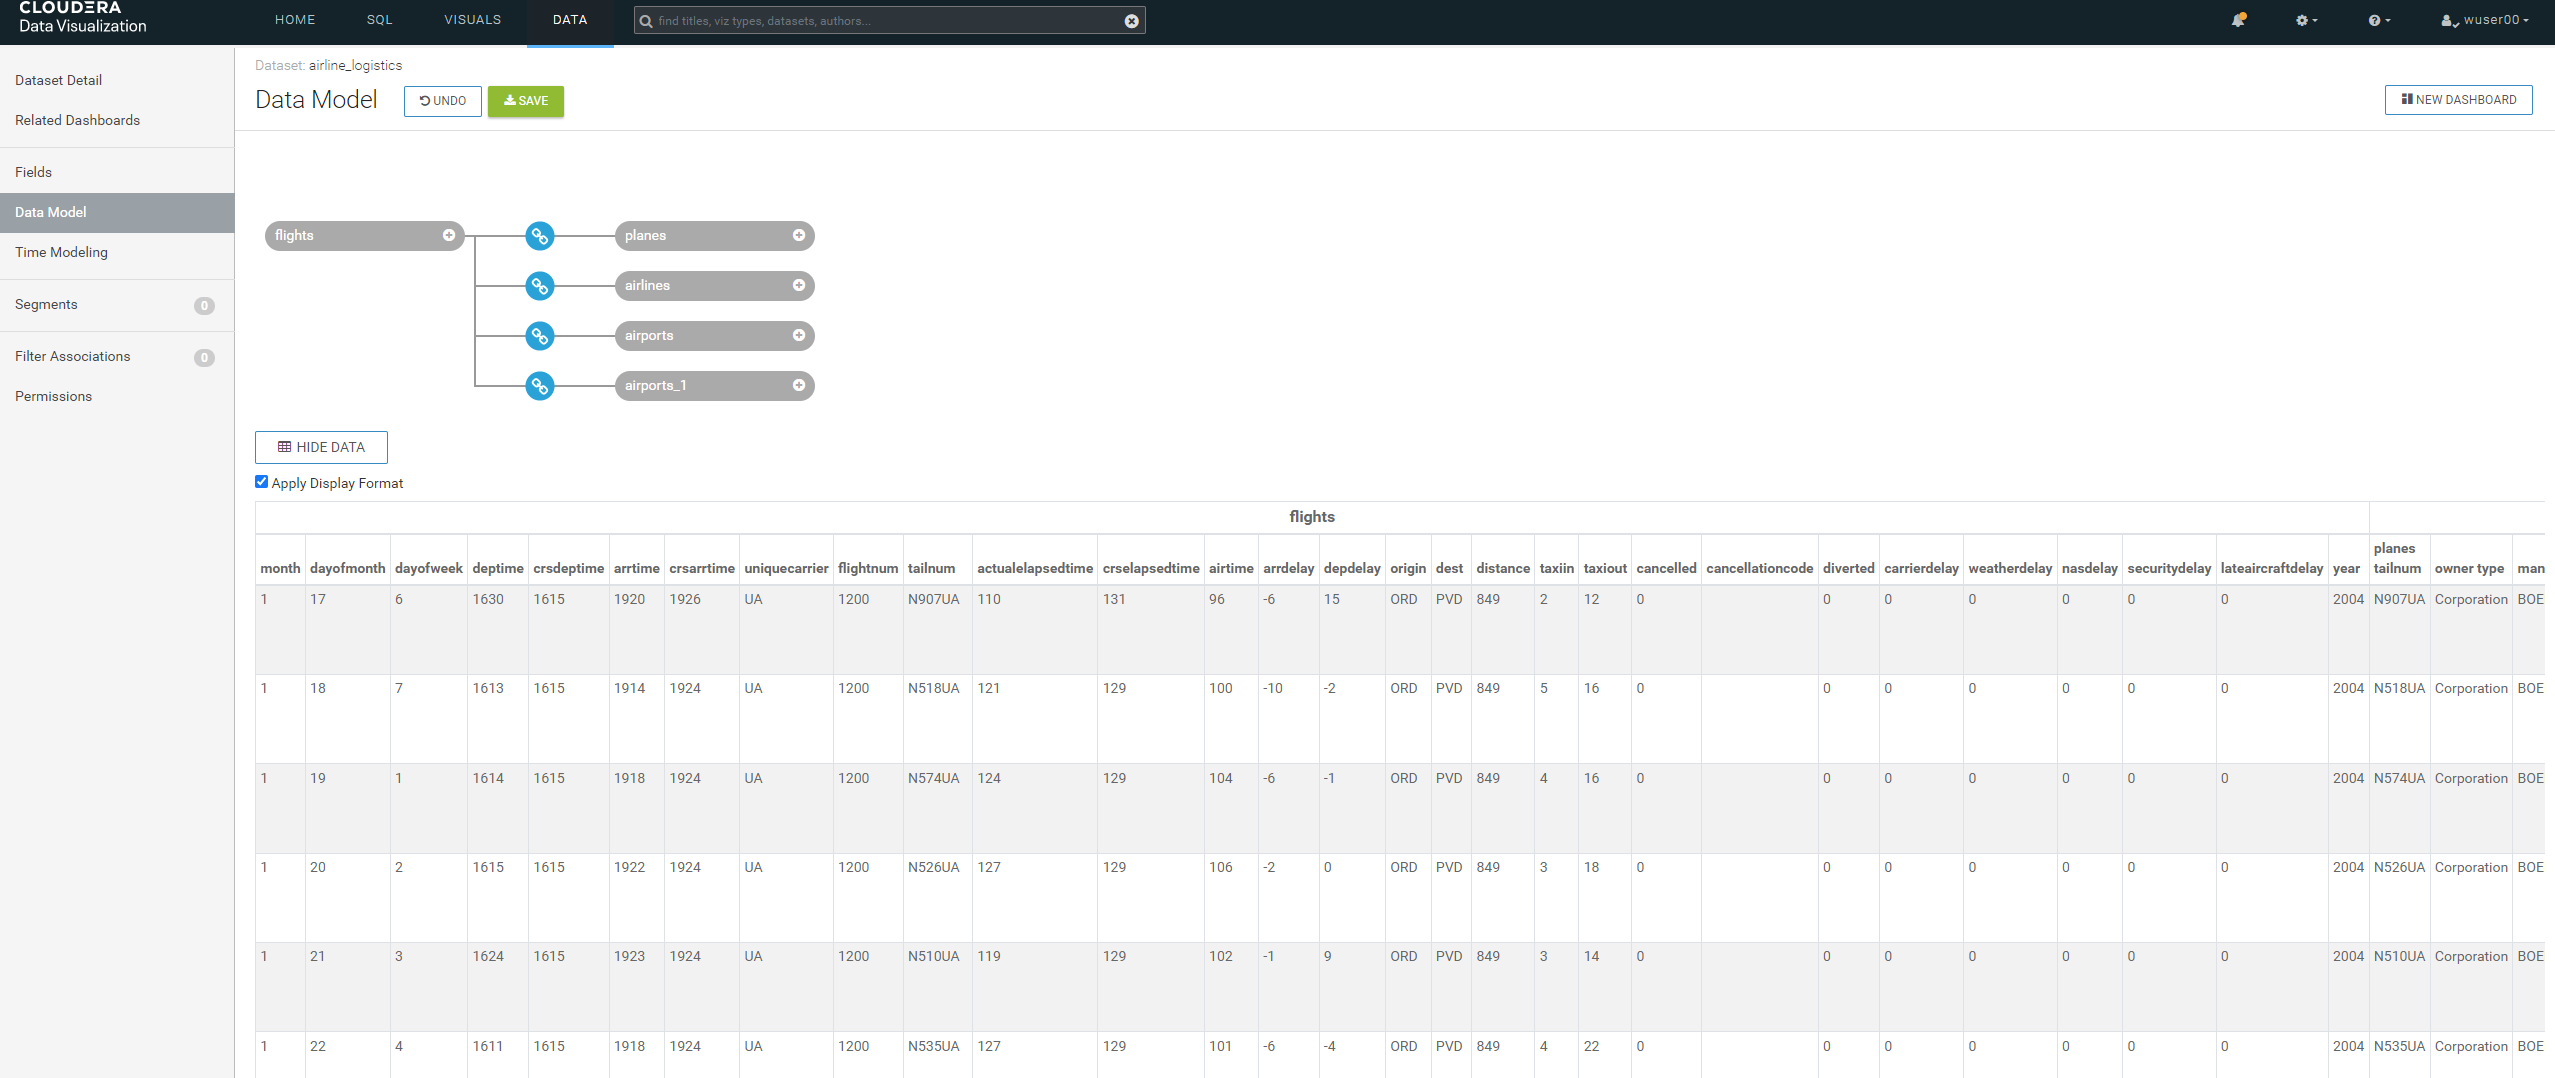 CLOUDERA
Data Visualization
HOME SQL VISUALS DATA find titles, viz types, datasets, authors... wuser00
Dataset Detail
Related Dashboards
Fields
Data Model
Time Modeling
Segments 0
Filter Associations 0
Permissions
Dataset: airline_logistics
Data Model UNDO SAVE NEW DASHBOARD
flights planes
airlines
airports
airports_1
HIDE DATA
Apply Display Format
flights
month dayofmonth dayofweek deptime crsdeptime arrtime crsarrtime uniquecarrier flightnum tailnum actualelapsedtime crselapsedtime airtime arrdelay depdelay origin dest distance taxiin taxiout cancelled cancellationcode diverted carrierdelay weatherdelay nasdelay securitydelay lateaircraftdelay year planes tailnum owner type man
1 17 6 1630 1615 1920 1926 UA 1200 N907UA 110 131 96 -6 15 ORD PVD 849 2 12 0 0 0 0 0 0 0 2004 N907UA Corporation BOE
1 18 7 1613 1615 1914 1924 UA 1200 N518UA 121 129 100 -10 -2 ORD PVD 849 5 16 0 0 0 0 0 0 0 2004 N518UA Corporation BOE
1 19 1 1614 1615 1918 1924 UA 1200 N574UA 124 129 104 -6 -1 ORD PVD 849 4 16 0 0 0 0 0 0 0 2004 N574UA Corporation BOE
1 20 2 1615 1615 1922 1924 UA 1200 N526UA 127 129 106 -2 0 ORD PVD 849 3 18 0 0 0 0 0 0 0 2004 N526UA Corporation BOE
1 21 3 1624 1615 1923 1924 UA 1200 N510UA 119 129 102 -1 9 ORD PVD 849 3 14 0 0 0 0 0 0 0 2004 N510UA Corporation BOE
1 22 4 1611 1615 1918 1924 UA 1200 N535UA 127 129 101 -6 -4 ORD PVD 849 4 22 0 0 0 0 0 0 0 2004 N535UA Corporation BOE